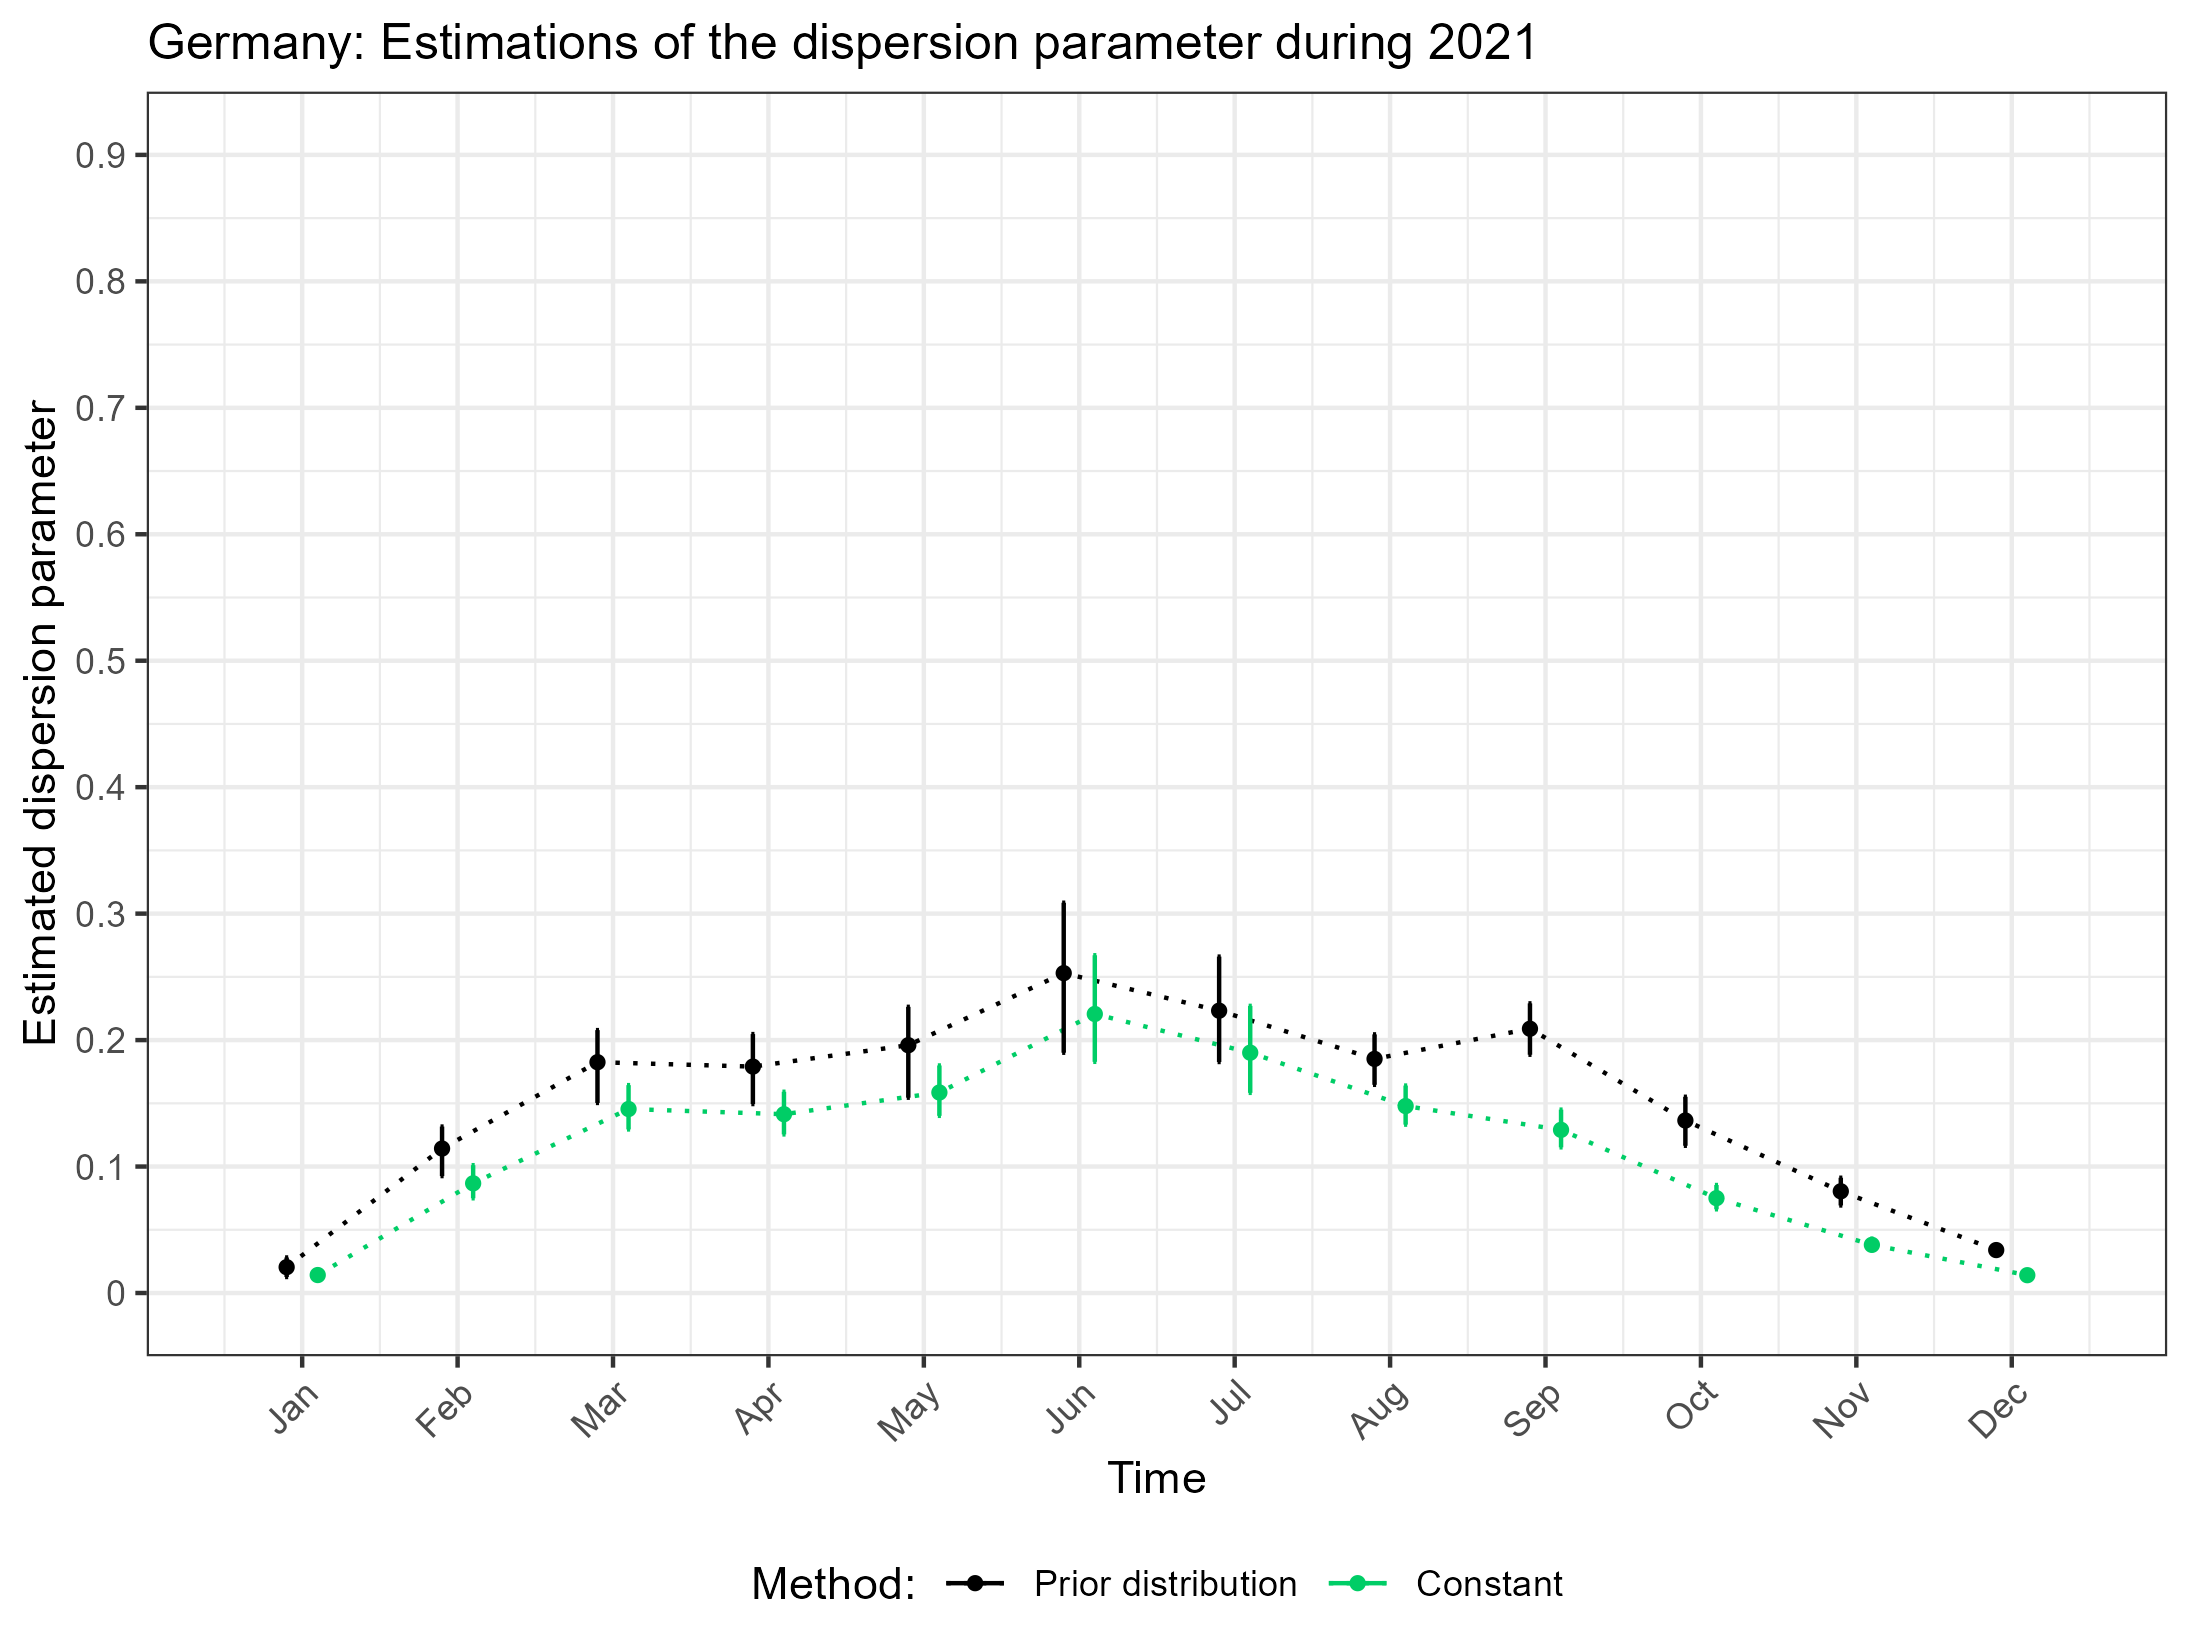 Germany: Estimations of the dispersion parameter during 2021
Estimated dispersion parameter
0.9
0.8
0.7
0.6
0.5
0.4
0.3
0.2
0.1
0
Jan Feb Mar Apr May Jun Jul Aug Sep Oct Nov Dec
Time
Method: Prior distribution Constant